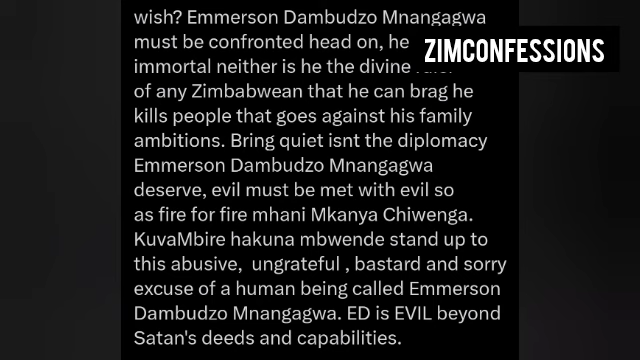 wish? Emmerson Dambudzo Mnangagwa
must be confronted head on, he
ZIMCONFESSIONS
immortal neither is he the divine
of any Zimbabwean that he can brag he
kills people that goes against his family
ambitions. Bring quiet isnt the diplomacy
Emmerson Dambudzo Mnangagwa
deserve, evil must be met with evil so
as fire for fire mhani Mkanya Chiwenga.
KuvaMbire hakuna mbwende stand up to
this abusive, ungrateful , bastard and sorry
excuse of a human being called Emmerson
Dambudzo Mnangagwa. ED is EVIL beyond
Satan's deeds and capabilities.